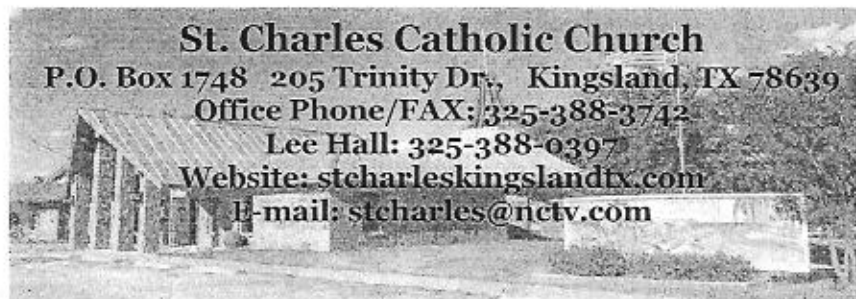 St. Charles Catholic Church
P.O. Box 1748 205 Trinity Dr., Kingsland, TX 78639
Office Phone/FAX: 325-388-3742
Lee Hall: 325-388-0397
Website: stcharleskingslandtx.com
E-mail: stcharles@nctv.com